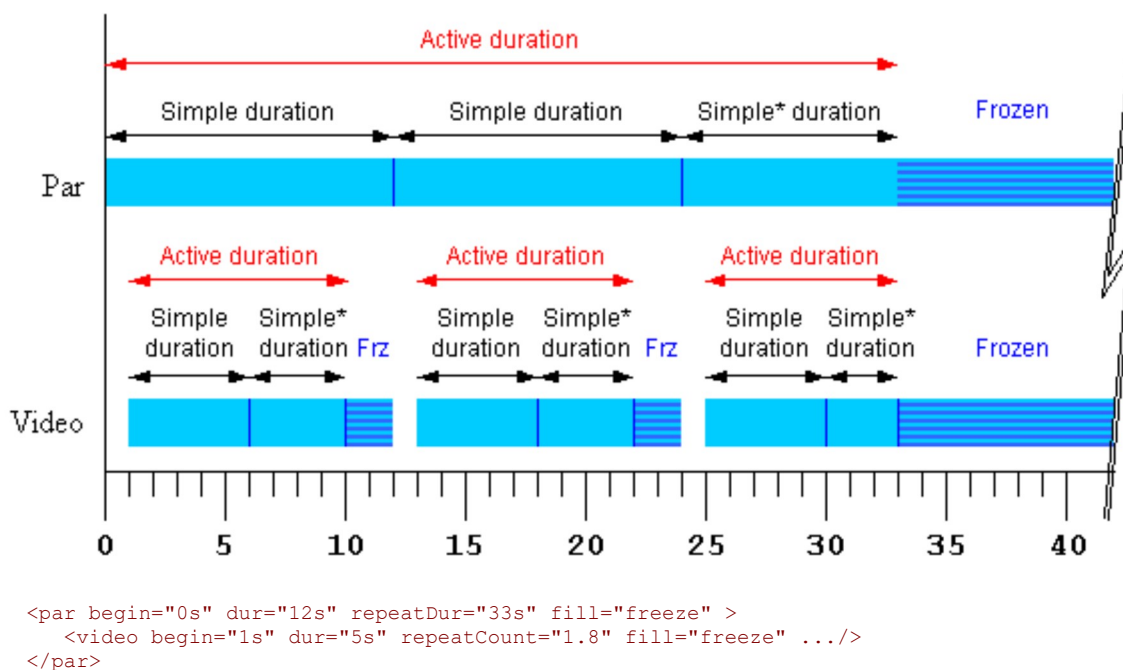 Active duration
Simple duration Simple duration Simple* duration Frozen
Par
Active duration Active duration Active duration
Simple duration Simple* duration Frz Simple duration Simple* duration Frz Simple duration Simple* duration Frozen
Video
0 5 10 15 20 25 30 35 40
<par begin="0s" dur="12s" repeatDur="33s" fill="freeze" >
<video begin="1s" dur="5s" repeatCount="1.8" fill="freeze" .../>
</par>